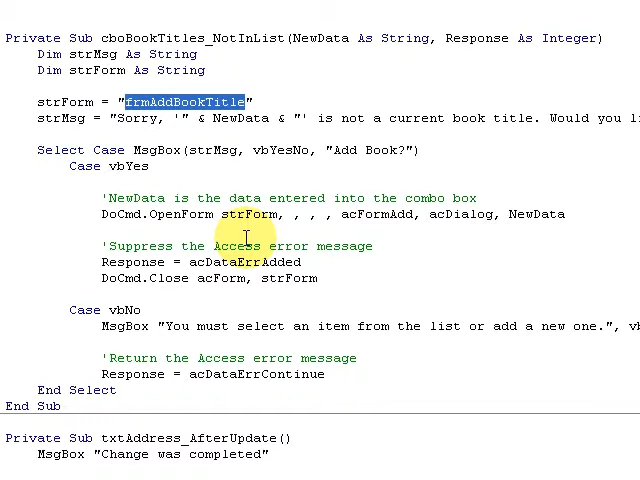 Private Sub cboBookTitles_NotInList(NewData As String, Response As Integer)
Dim strMsg As String
Dim strForm As String
strForm = "frmAddBookTitle"
strMsg = "Sorry, '" & NewData & "' is not a current book title. Would you li
Select Case MsgBox(strMsg, vbYesNo, "Add Book?")
Case vbYes
'NewData is the data entered into the combo box
DoCmd.OpenForm strForm, , , , acFormAdd, acDialog, NewData
'Suppress the Access error message
Response = acDataErrAdded
DoCmd.Close acForm, strForm
Case vbNo
MsgBox "You must select an item from the list or add a new one.", vb
'Return the Access error message
Response = acDataErrContinue
End Select
End Sub
Private Sub txtAddress_AfterUpdate()
MsgBox "Change was completed"